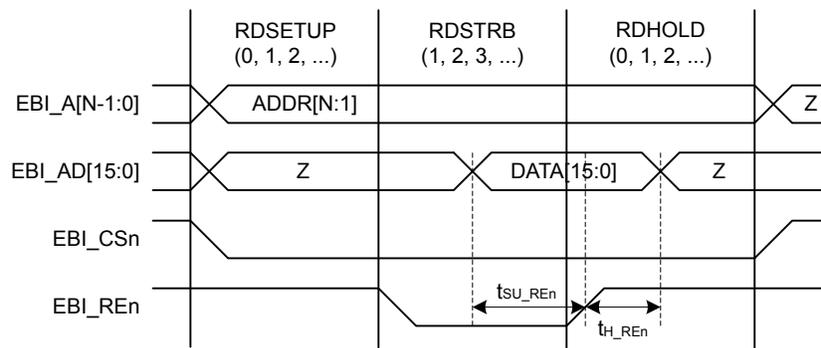 RDSETUP
(0, 1, 2, ...)
RDSTRB
(1, 2, 3, ...)
RDHOLD
(0, 1, 2, ...)
EBI_A[N-1:0]
ADDR[N:1]
Z
EBI_AD[15:0]
Z
DATA[15:0]
Z
EBI_CSn
EBI_REn
tSU_REn
tH_REn